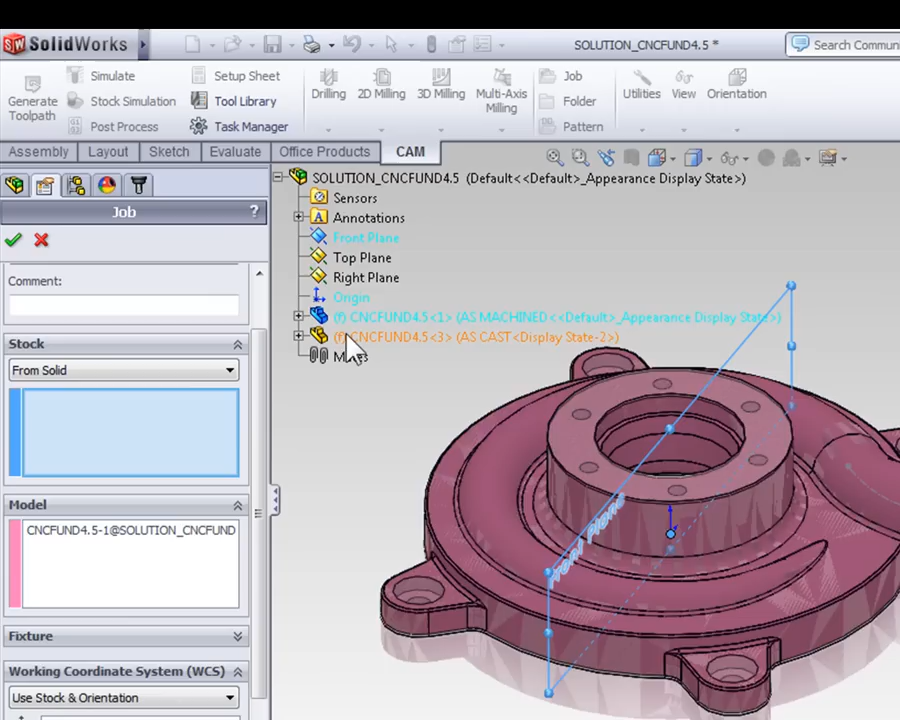 SolidWorks
SOLUTION_CNCFUND4.5 *
Search Commun
Generate
Toolpath
Simulate
Stock Simulation
G1
G3
Post Process
Setup Sheet
Tool Library
Task Manager
Drilling
2D Milling
3D Milling
Multi-Axis
Milling
Job
Folder
Pattern
Utilities
View
Orientation
Assembly
Layout
Sketch
Evaluate
Office Products
CAM
Job
?
Comment:
Stock
From Solid
Model
CNCFUND4.5-1@SOLUTION_CNCFUND
Fixture
Working Coordinate System (WCS)
Use Stock & Orientation
SOLUTION_CNCFUND4.5 (Default<<Default>_Appearance Display State>)
Sensors
A
Annotations
Front Plane
Top Plane
Right Plane
Origin
(f) CNCFUND4.5<1> (AS MACHINED<<Default>_Appearance Display State>)
(f) CNCFUND4.5<3> (AS CAST<Display State-2>)
Front Plane